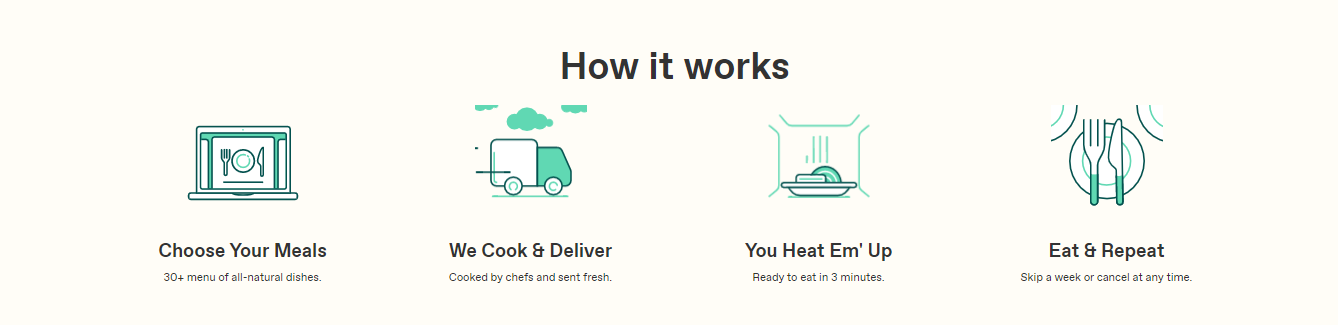 How it works
Choose Your Meals
30+ menu of all-natural dishes.
We Cook & Deliver
Cooked by chefs and sent fresh.
You Heat Em' Up
Ready to eat in 3 minutes.
Eat & Repeat
Skip a week or cancel at any time.